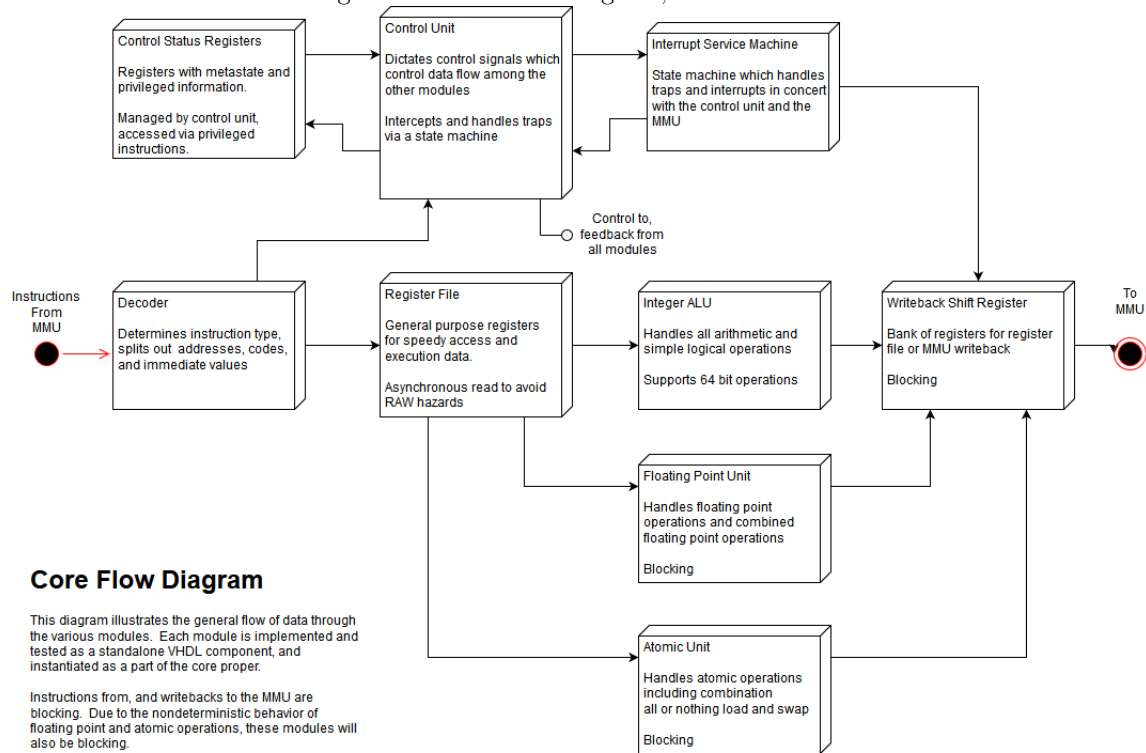 Control Status Registers
Registers with metastate and
privileged information.
Managed by control unit,
accessed via privileged
instructions.
Control Unit
Dictates control signals which
control data flow among the
other modules
Intercepts and handles traps
via a state machine
Interrupt Service Machine
State machine which handles
traps and interrupts in concert
with the control unit and the
MMU
Control to,
feedback from
all modules
Instructions
From
MMU
Decoder
Determines instruction type,
splits out addresses, codes,
and immediate values
Register File
General purpose registers
for speedy access and
execution data.
Asynchronous read to avoid
RAW hazards
Integer ALU
Handles all arithmetic and
simple logical operations
Supports 64 bit operations
Writeback Shift Register
Bank of registers for register
file or MMU writeback
Blocking
To
MMU
Floating Point Unit
Handles floating point
operations and combined
floating point operations
Blocking
Atomic Unit
Handles atomic operations
including combination
all or nothing load and swap
Blocking
Core Flow Diagram
This diagram illustrates the general flow of data through
the various modules. Each module is implemented and
tested as a standalone VHDL component, and
instantiated as a part of the core proper.
Instructions from, and writebacks to the MMU are
blocking. Due to the nondeterministic behavior of
floating point and atomic operations, these modules will
also be blocking.